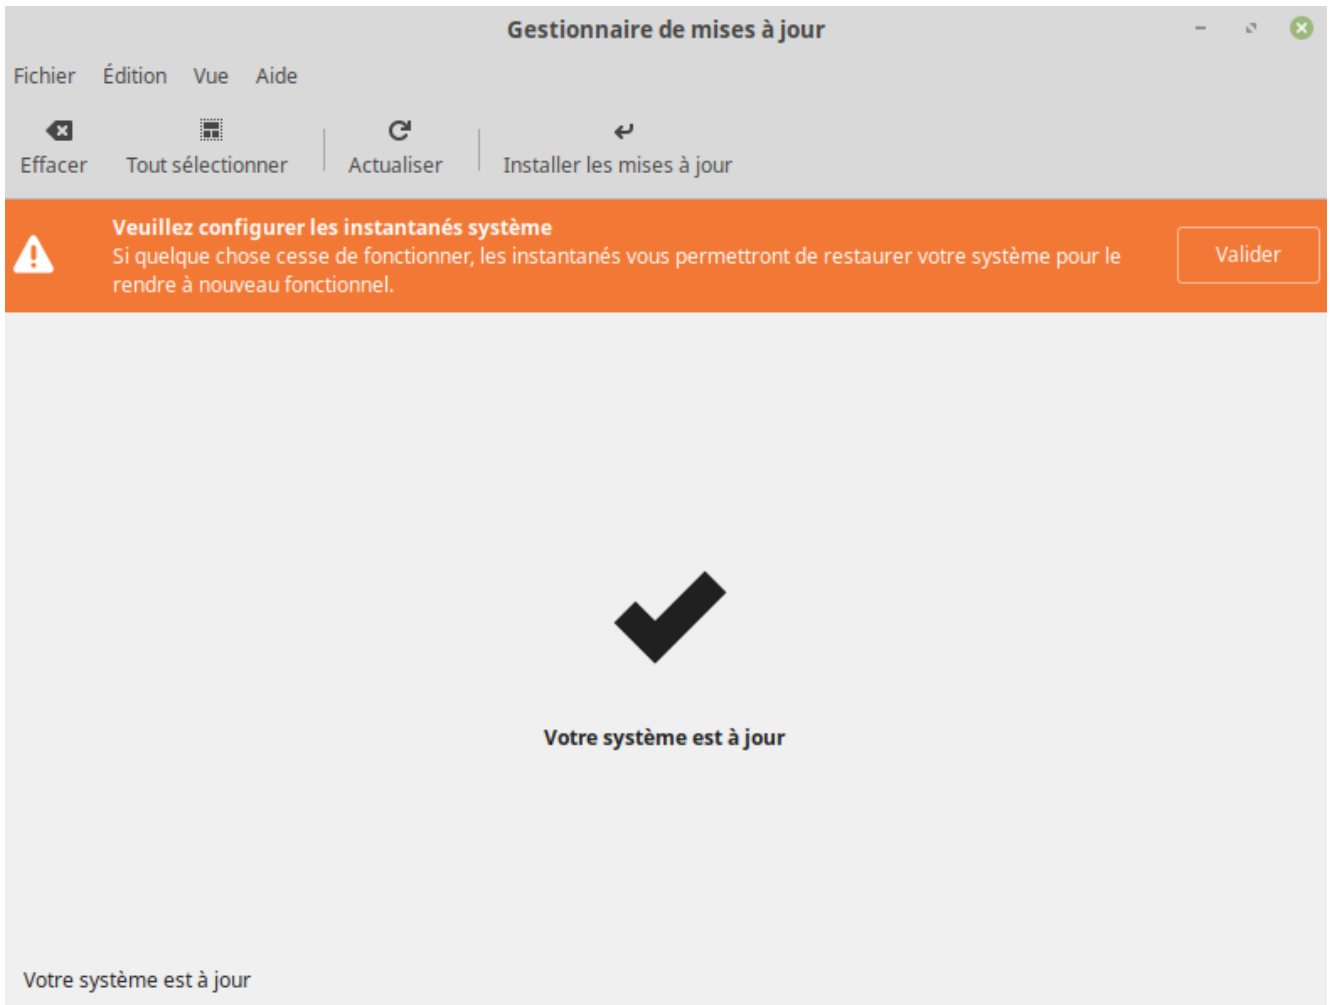 Gestionnaire de mises à jour
Fichier Édition Vue Aide
Effacer Tout sélectionner Actualiser Installer les mises à jour
Veuillez configurer les instantanés système
Si quelque chose cesse de fonctionner, les instantanés vous permettront de restaurer votre système pour le
rendre à nouveau fonctionnel.
Valider
Votre système est à jour
Votre système est à jour